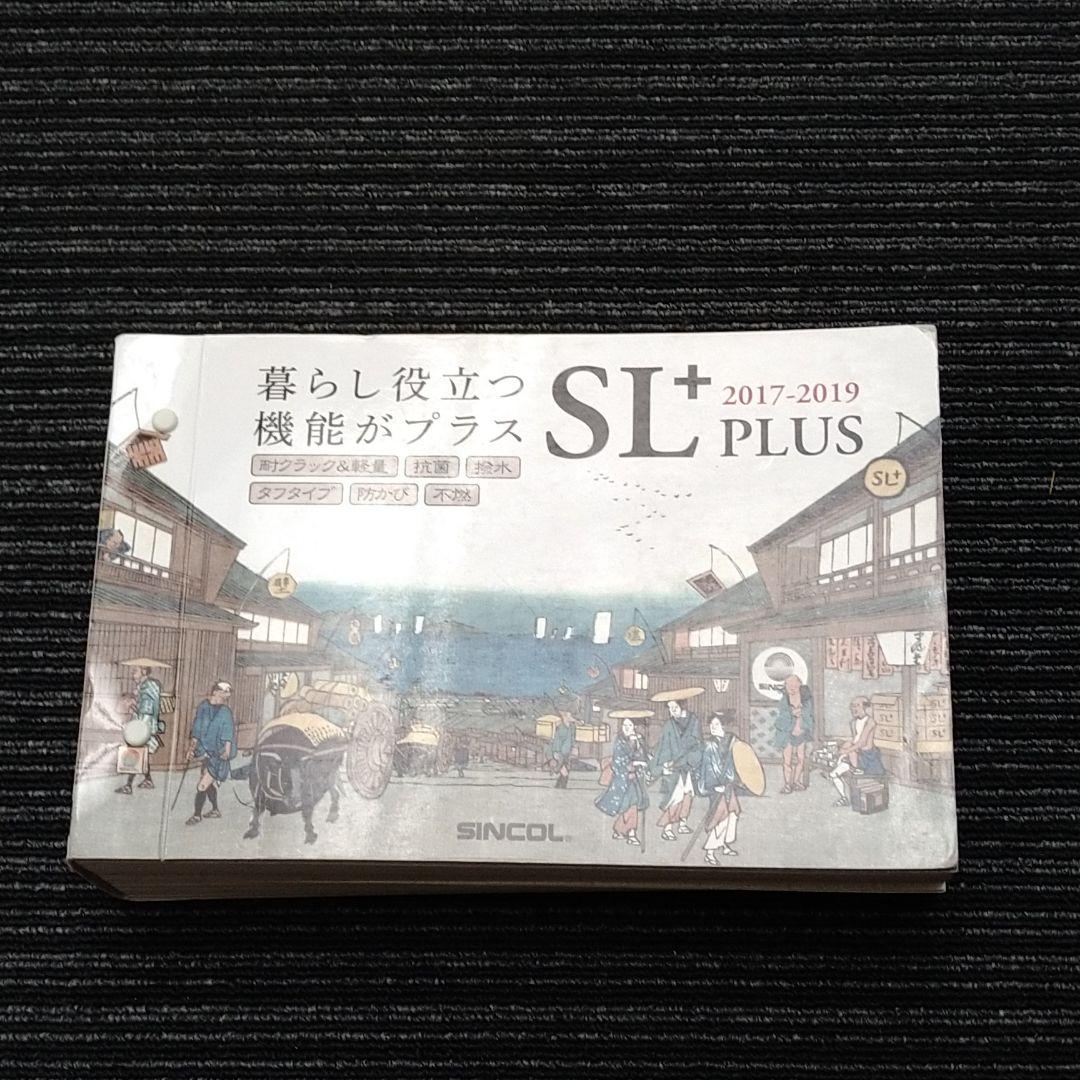 暮らし役立つ
機能がプラス
SL+ PLUS
2017-2019
耐クラック&軽量 抗菌 撥水
タフタイプ 防かび 不燃
SL+
壁
SINCOL®